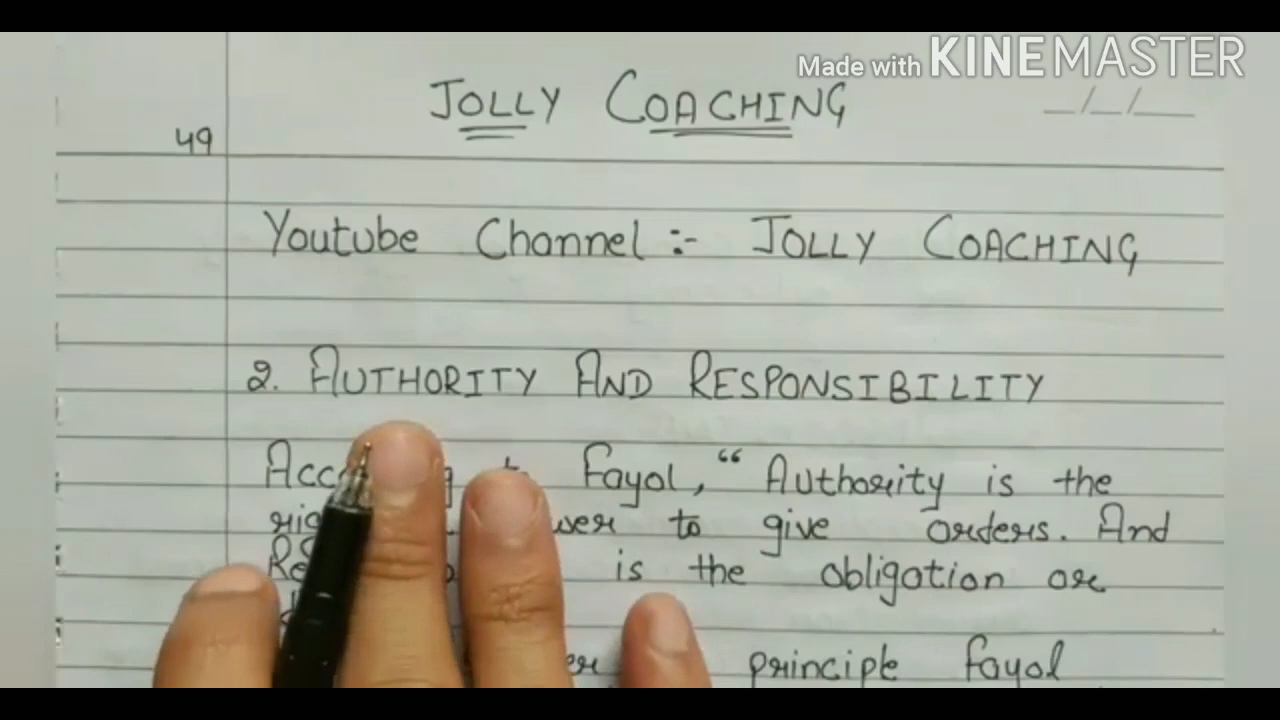 Made with KINEMASTER
JOLLY COACHING
_/_/__
49
Youtube Channel :- JOLLY COACHING
2. AUTHORITY AND RESPONSIBILITY
Fayol, “ Authority is the
to give orders. And
is the obligation or
principle Fayol